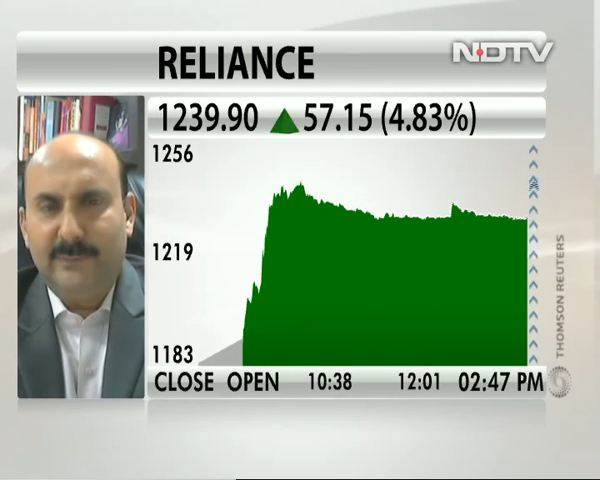 RELIANCE
NDTV
1239.90 57.15 (4.83%)
1256
1219
1183
CLOSE OPEN 10:38 12:01 02:47 PM
THOMSON REUTERS